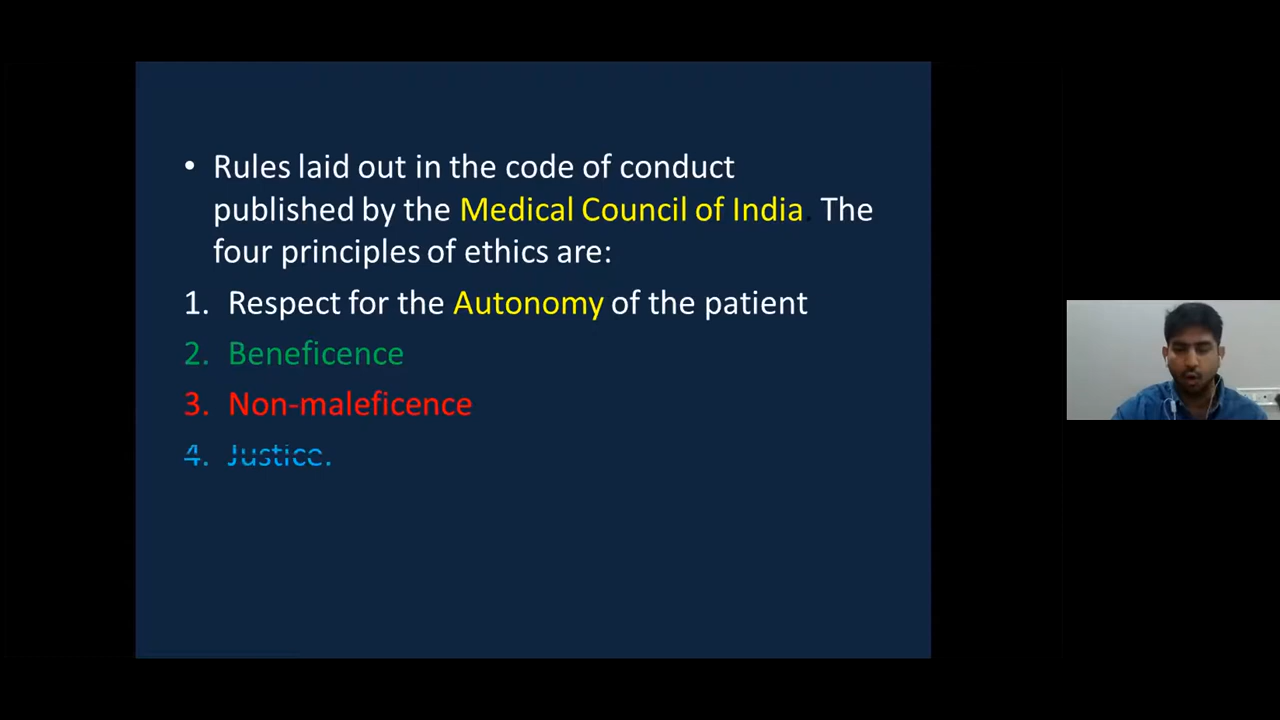 • Rules laid out in the code of conduct
published by the Medical Council of India. The
four principles of ethics are:
1. Respect for the Autonomy of the patient
2. Beneficence
3. Non-maleficence
4. Justice.